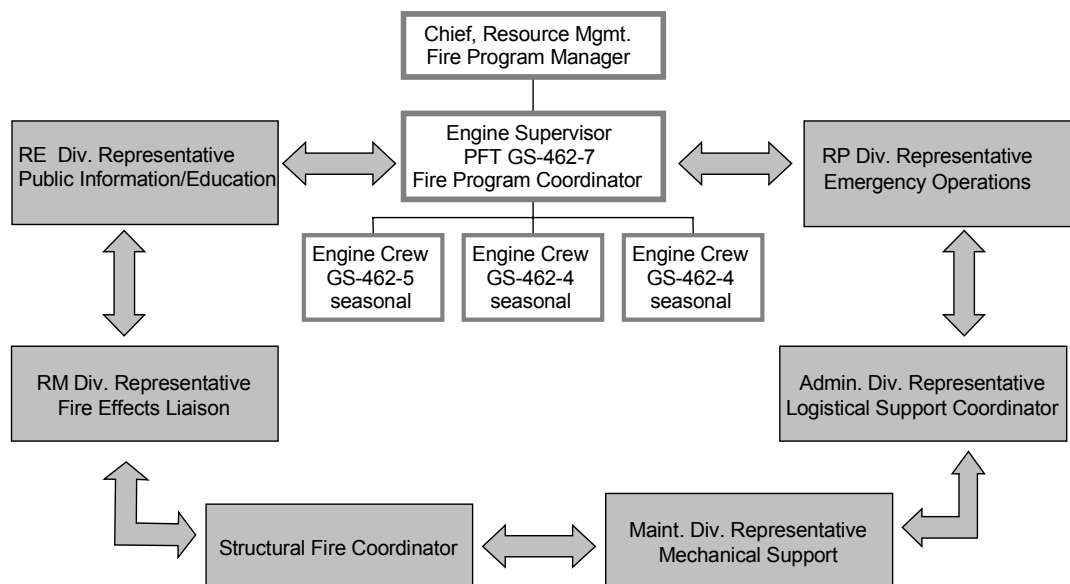 Chief, Resource Mgmt.
Fire Program Manager
Engine Supervisor
PFT GS-462-7
Fire Program Coordinator
RE Div. Representative
Public Information/Education
RP Div. Representative
Emergency Operations
Engine Crew
GS-462-5
seasonal
Engine Crew
GS-462-4
seasonal
Engine Crew
GS-462-4
seasonal
RM Div. Representative
Fire Effects Liaison
Admin. Div. Representative
Logistical Support Coordinator
Structural Fire Coordinator
Maint. Div. Representative
Mechanical Support